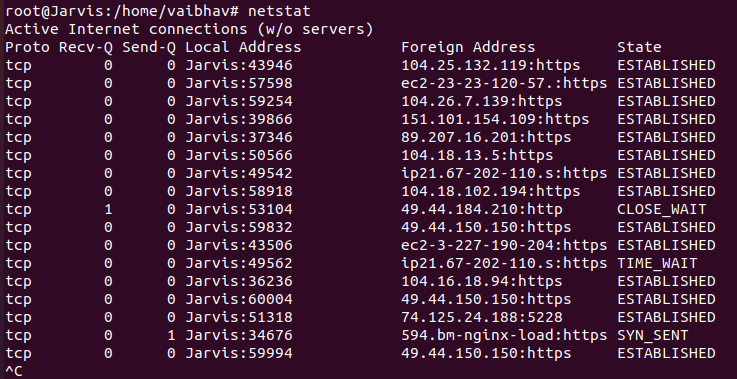 root@Jarvis:/home/vaibhav# netstat
Active Internet connections (w/o servers)
Proto Recv-Q Send-Q Local Address           Foreign Address         State
tcp        0      0 Jarvis:43946            104.25.132.119:https    ESTABLISHED
tcp        0      0 Jarvis:57598            ec2-23-23-120-57.:https ESTABLISHED
tcp        0      0 Jarvis:59254            104.26.7.139:https      ESTABLISHED
tcp        0      0 Jarvis:39866            151.101.154.109:https   ESTABLISHED
tcp        0      0 Jarvis:37346            89.207.16.201:https     ESTABLISHED
tcp        0      0 Jarvis:50566            104.18.13.5:https       ESTABLISHED
tcp        0      0 Jarvis:49542            ip21.67-202-110.s:https ESTABLISHED
tcp        0      0 Jarvis:58918            104.18.102.194:https    ESTABLISHED
tcp        1      0 Jarvis:53104            49.44.184.210:http      CLOSE_WAIT
tcp        0      0 Jarvis:59832            49.44.150.150:https     ESTABLISHED
tcp        0      0 Jarvis:43506            ec2-3-227-190-204:https ESTABLISHED
tcp        0      0 Jarvis:49562            ip21.67-202-110.s:https TIME_WAIT
tcp        0      0 Jarvis:36236            104.16.18.94:https      ESTABLISHED
tcp        0      0 Jarvis:60004            49.44.150.150:https     ESTABLISHED
tcp        0      0 Jarvis:51318            74.125.24.188:5228      ESTABLISHED
tcp        0      1 Jarvis:34676            594.bm-nginx-load:https SYN_SENT
tcp        0      0 Jarvis:59994            49.44.150.150:https     ESTABLISHED
^C